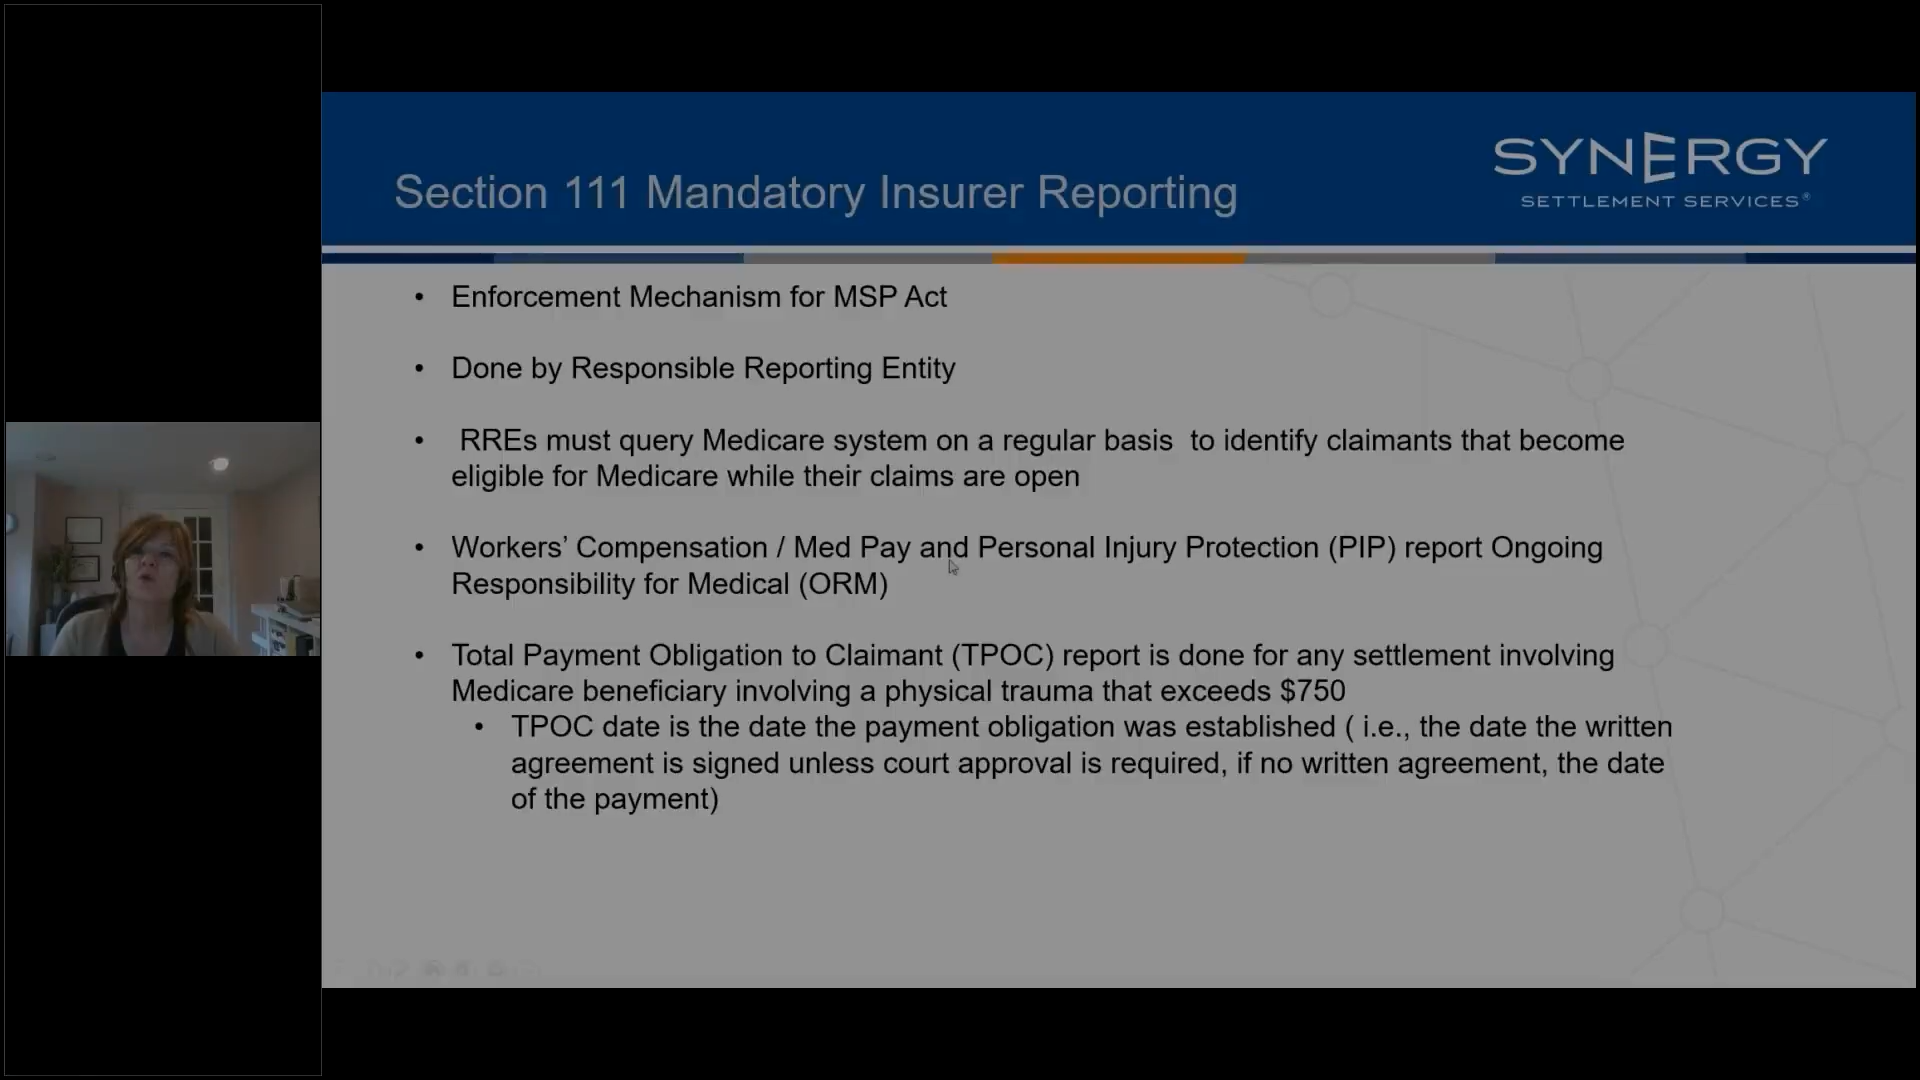 SYNERGY
SETTLEMENT SERVICES®
Section 111 Mandatory Insurer Reporting
• Enforcement Mechanism for MSP Act
• Done by Responsible Reporting Entity
• RREs must query Medicare system on a regular basis to identify claimants that become
eligible for Medicare while their claims are open
• Workers’ Compensation / Med Pay and Personal Injury Protection (PIP) report Ongoing
Responsibility for Medical (ORM)
• Total Payment Obligation to Claimant (TPOC) report is done for any settlement involving
Medicare beneficiary involving a physical trauma that exceeds $750
• TPOC date is the date the payment obligation was established ( i.e., the date the written
agreement is signed unless court approval is required, if no written agreement, the date
of the payment)